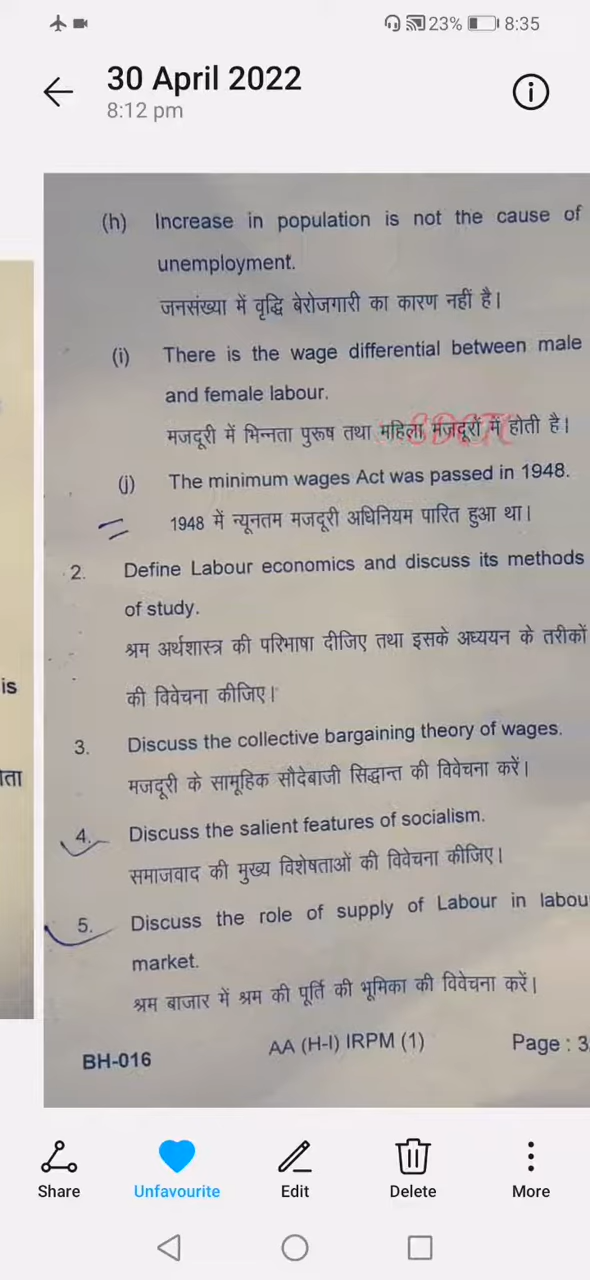 23% 8:35
30 April 2022
8:12 pm
(h) Increase in population is not the cause of
unemployment.
जनसंख्या में वृद्धि बेरोजगारी का कारण नहीं है।
(i) There is the wage differential between male
and female labour.
मजदूरी में भिन्नता पुरूष तथा महिला मजदूरों में होती है।
(j) The minimum wages Act was passed in 1948.
1948 में न्यूनतम मजदूरी अधिनियम पारित हुआ था।
2. Define Labour economics and discuss its methods
of study.
श्रम अर्थशास्त्र की परिभाषा दीजिए तथा इसके अध्ययन के तरीकों
की विवेचना कीजिए।
is
3. Discuss the collective bargaining theory of wages.
मजदूरी के सामूहिक सौदेबाजी सिद्धान्त की विवेचना करें।
4. Discuss the salient features of socialism.
समाजवाद की मुख्य विशेषताओं की विवेचना कीजिए।
5. Discuss the role of supply of Labour in labou
market.
श्रम बाजार में श्रम की पूर्ति की भूमिका की विवेचना करें।
BH-016 AA (H-I) IRPM (1) Page : 3
Share Unfavourite Edit Delete More